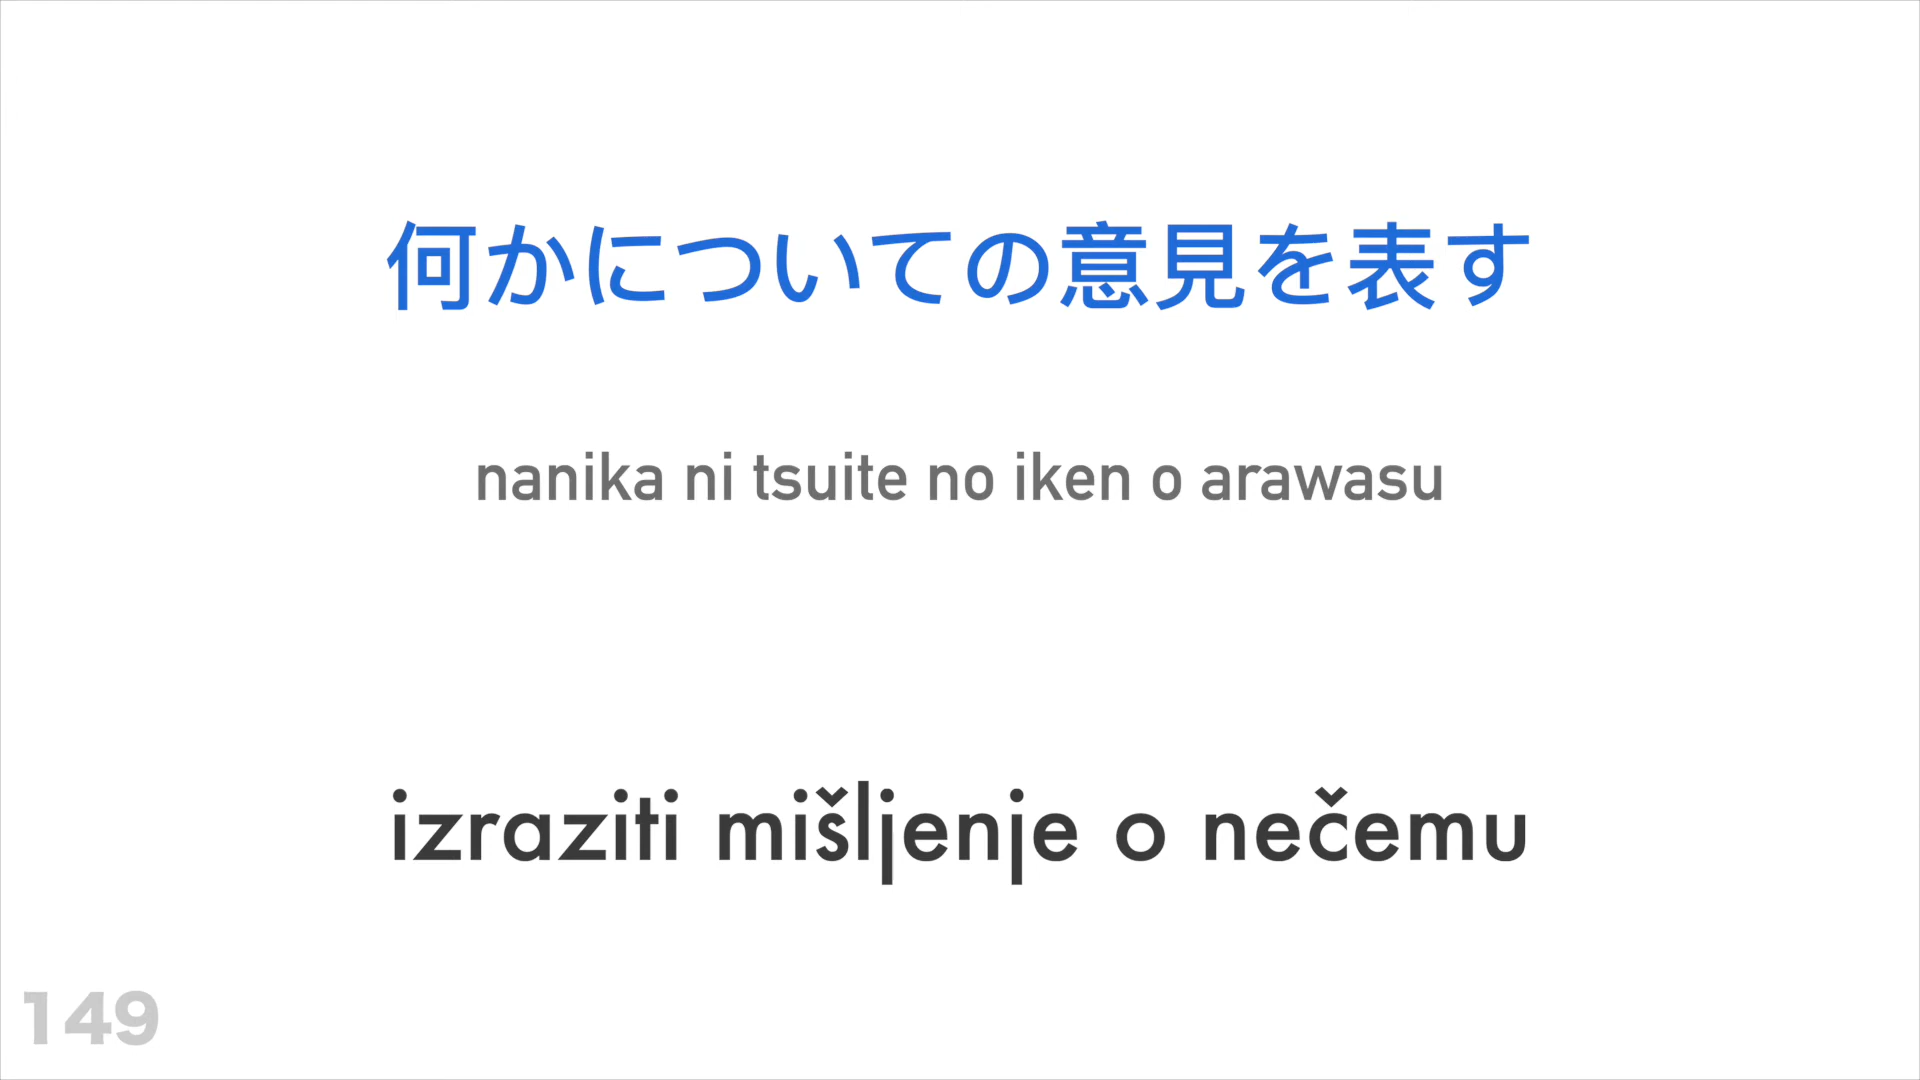 何かについての意見を表す
nanika ni tsuite no iken o arawasu
izraziti mišljenje o nečemu
149